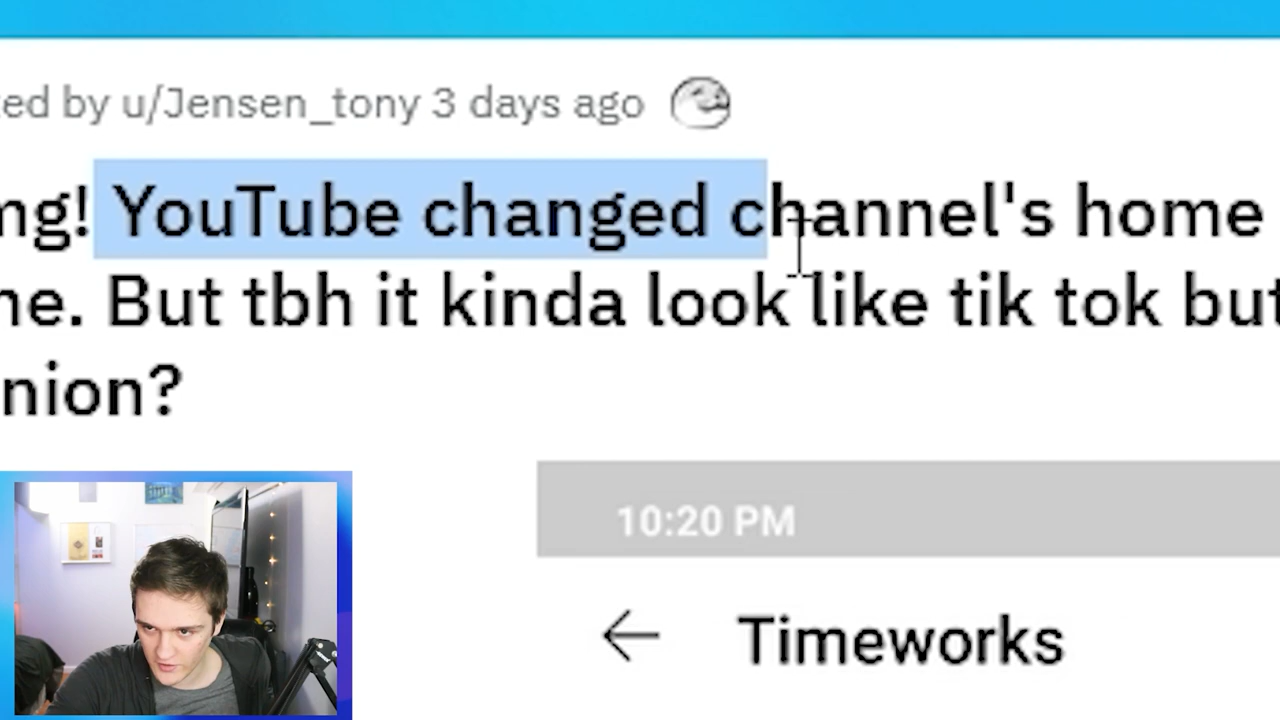 ed by u/Jensen_tony 3 days ago
mg! YouTube changed channel's home
ne. But tbh it kinda look like tik tok but
nion?
10:20 PM
Timeworks